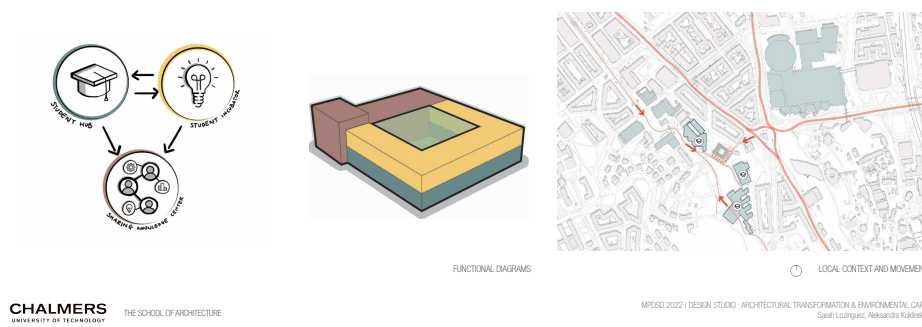 STUDENT HUB
STUDENT INCUBATOR
SHARING KNOWLEDGE CENTER
FUNCTIONAL DIAGRAMS
LOCAL CONTEXT AND MOVEMEN
CHALMERS
UNIVERSITY OF TECHNOLOGY
THE SCHOOL OF ARCHITECTURE
MPDSD 2022 | DESIGN STUDIO : ARCHITECTURAL TRANSFORMATION & ENVIRONMENTAL CAR
Sarah Lozinguez, Aleksandra Kuklins